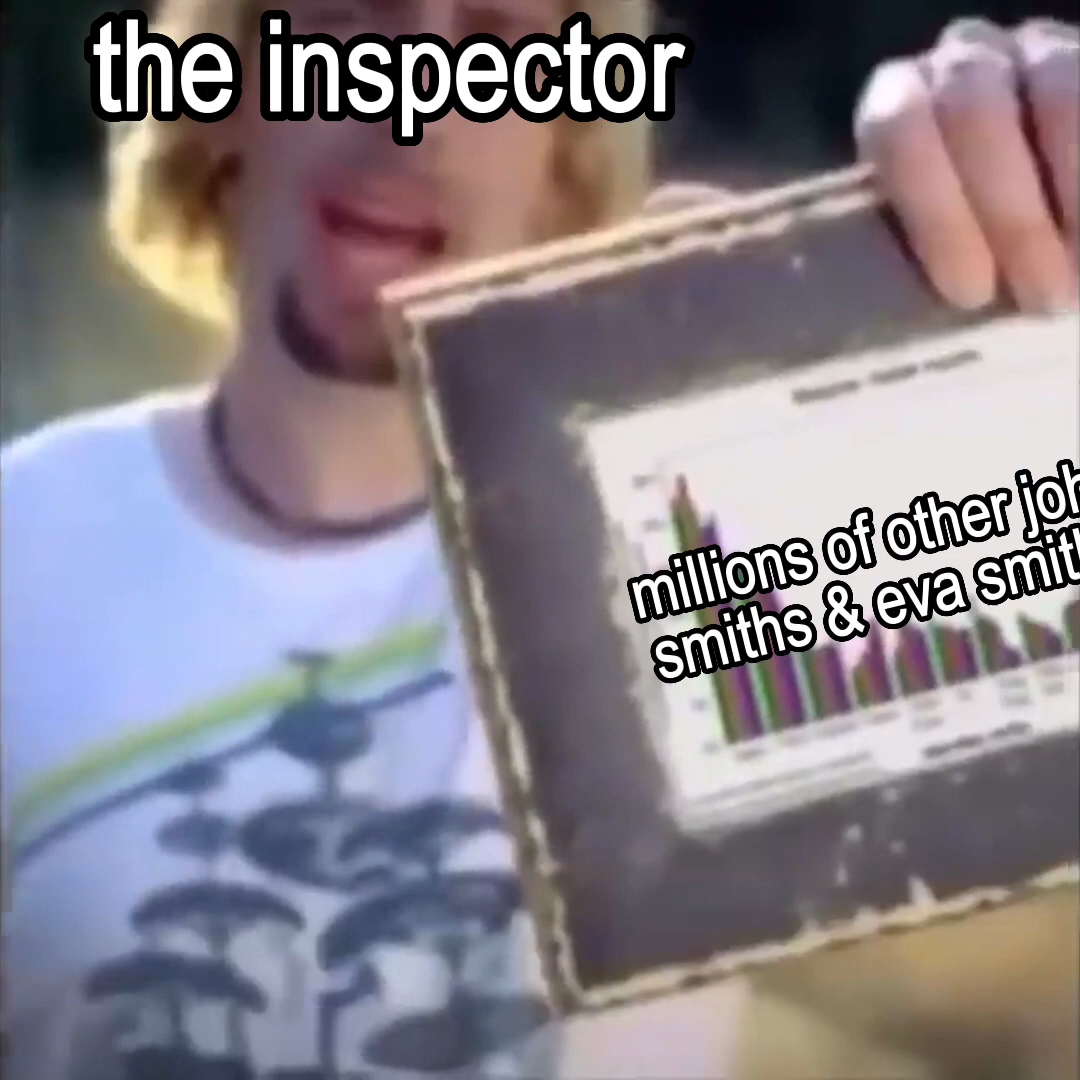 the inspector
millions of other joh
smiths & eva smit